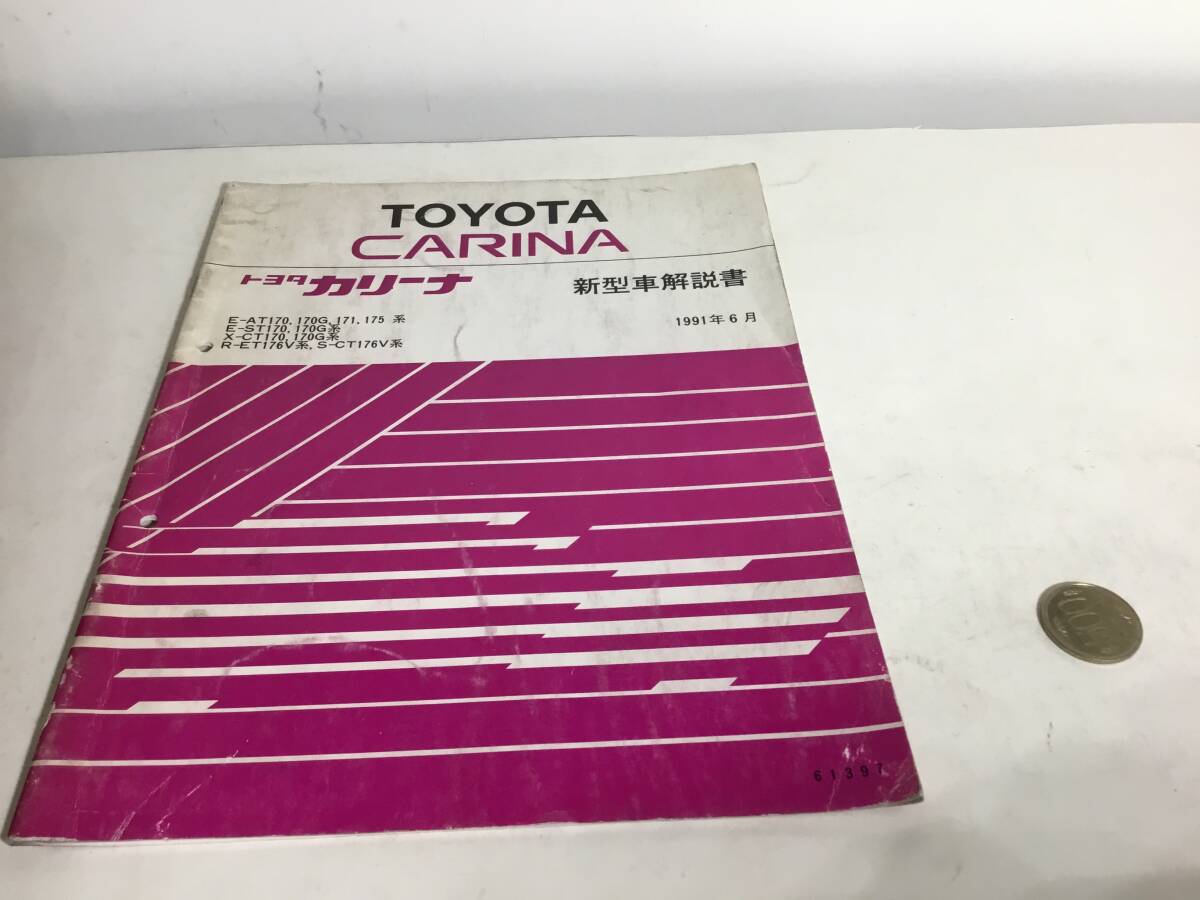 TOYOTA
CARINA
トヨタ カリーナ 新型車解説書
E-AT170, 170G, 171, 175 系
E-ST170, 170G系
X-CT170, 170G系
R-ET176V系, S-CT176V系
1991年6月
61397
100